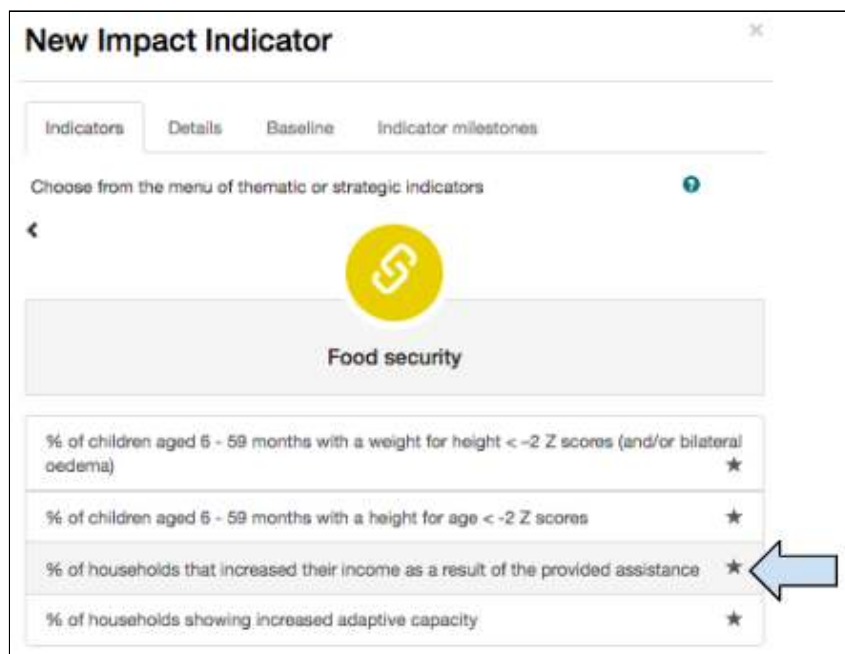 New Impact Indicator
Indicators Details Baseline Indicator milestones
Choose from the menu of thematic or strategic indicators
Food security
% of children aged 6 - 59 months with a weight for height < -2 Z scores (and/or bilateral
oedema)
% of children aged 6 - 59 months with a height for age < -2 Z scores
% of households that increased their income as a result of the provided assistance
% of households showing increased adaptive capacity